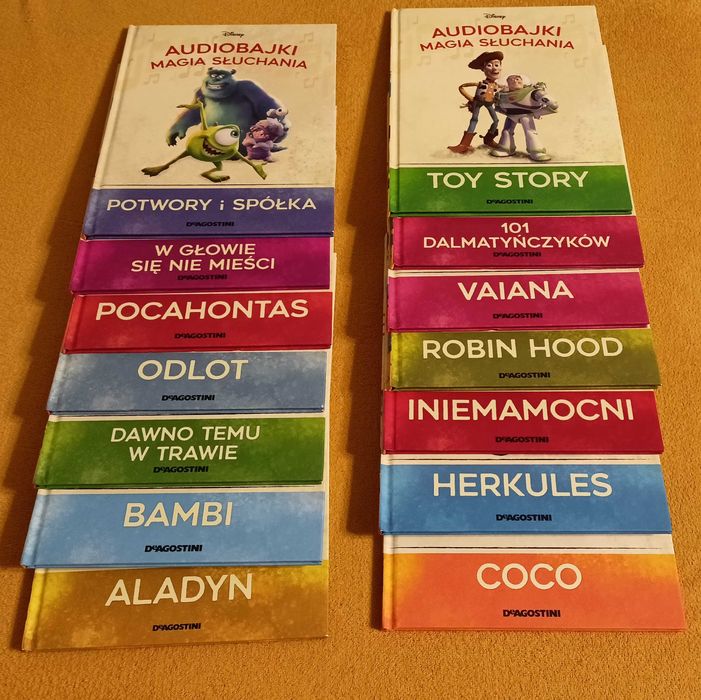 Disney
AUDIOBAJKI
MAGIA SŁUCHANIA
POTWORY i SPÓŁKA
DeAGOSTINI
W GŁOWIE
SIĘ NIE MIEŚCI
DeAGOSTINI
POCAHONTAS
DeAGOSTINI
ODLOT
DeAGOSTINI
DAWNO TEMU
W TRAWIE
DeAGOSTINI
BAMBI
DeAGOSTINI
ALADYN
DeAGOSTINI
Disney
AUDIOBAJKI
MAGIA SŁUCHANIA
TOY STORY
DeAGOSTINI
101
DALMATYŃCZYKÓW
DeAGOSTINI
VAIANA
DeAGOSTINI
ROBIN HOOD
DeAGOSTINI
INIEMAMOCNI
DeAGOSTINI
HERKULES
DeAGOSTINI
COCO
DeAGOSTINI